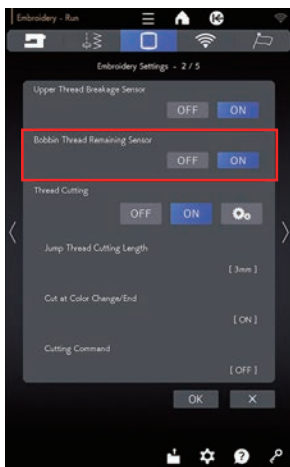 Embroidery - Run
Embroidery Settings - 2 / 5
Upper Thread Breakage Sensor
OFF ON
Bobbin Thread Remaining Sensor
OFF ON
Thread Cutting
OFF ON
Jump Thread Cutting Length
[ 3mm ]
Cut at Color Change/End
[ ON ]
Cutting Command
[ OFF ]
OK X